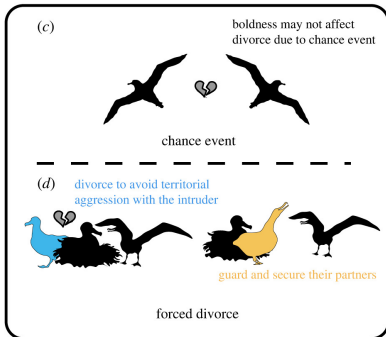 (c)
boldness may not affect
divorce due to chance event
chance event
(d)
divorce to avoid territorial
aggression with the intruder
guard and secure their partners
forced divorce